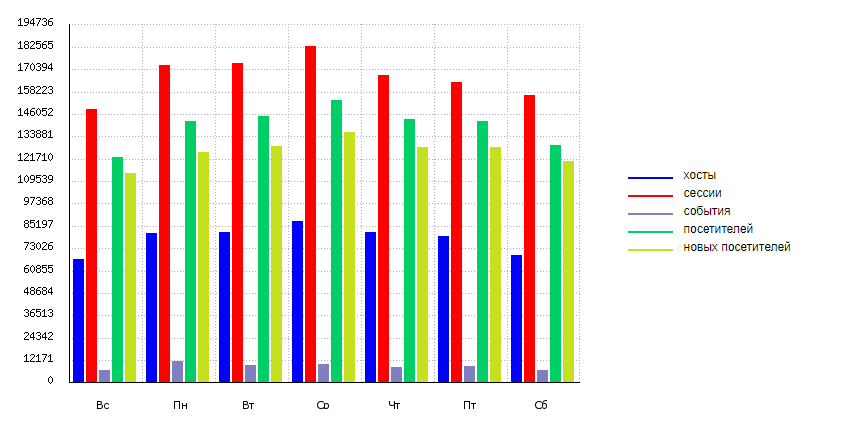 194736
182565
170394
158223
146052
133881
121710
109539
97368
85197
73026
60855
48684
36513
24342
12171
0
Вс Пн Вт Ср Чт Пт Сб
хосты
сессии
события
посетителей
новых посетителей